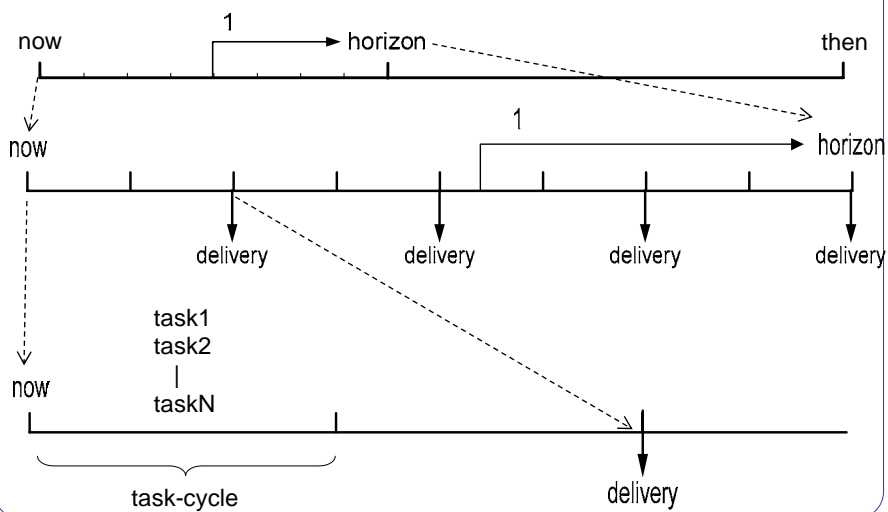 1
now
horizon
then
1
now
horizon
delivery
delivery
delivery
delivery
task1
task2
|
taskN
now
task-cycle
delivery